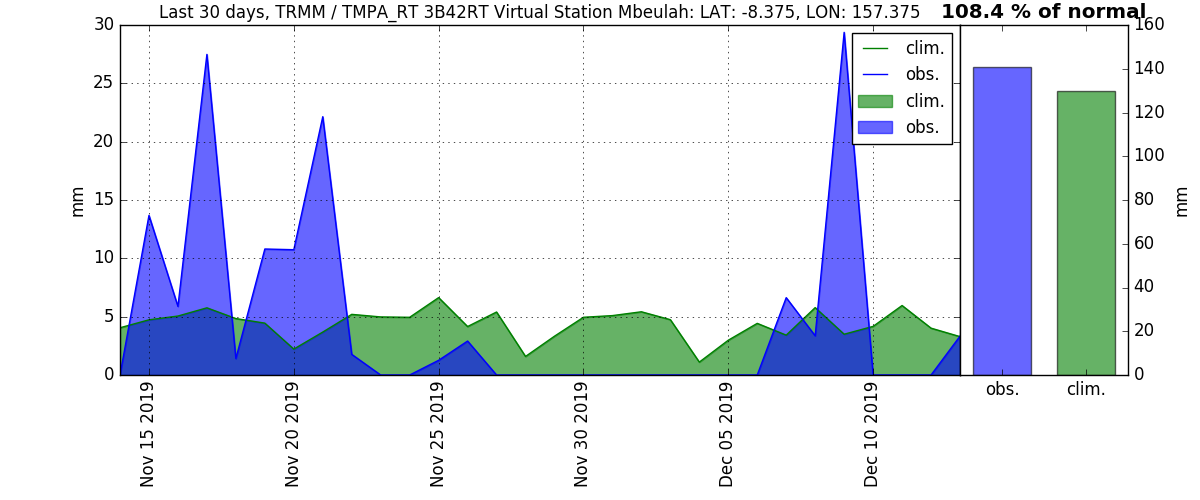 Last 30 days, TRMM / TMPA_RT 3B42RT Virtual Station Mbeulah: LAT: -8.375, LON: 157.375
108.4 % of normal
30
25
20
15
10
5
0
mm
clim.
obs.
clim.
obs.
160
140
120
100
80
60
40
20
0
mm
obs.
clim.
Nov 15 2019
Nov 20 2019
Nov 25 2019
Nov 30 2019
Dec 05 2019
Dec 10 2019